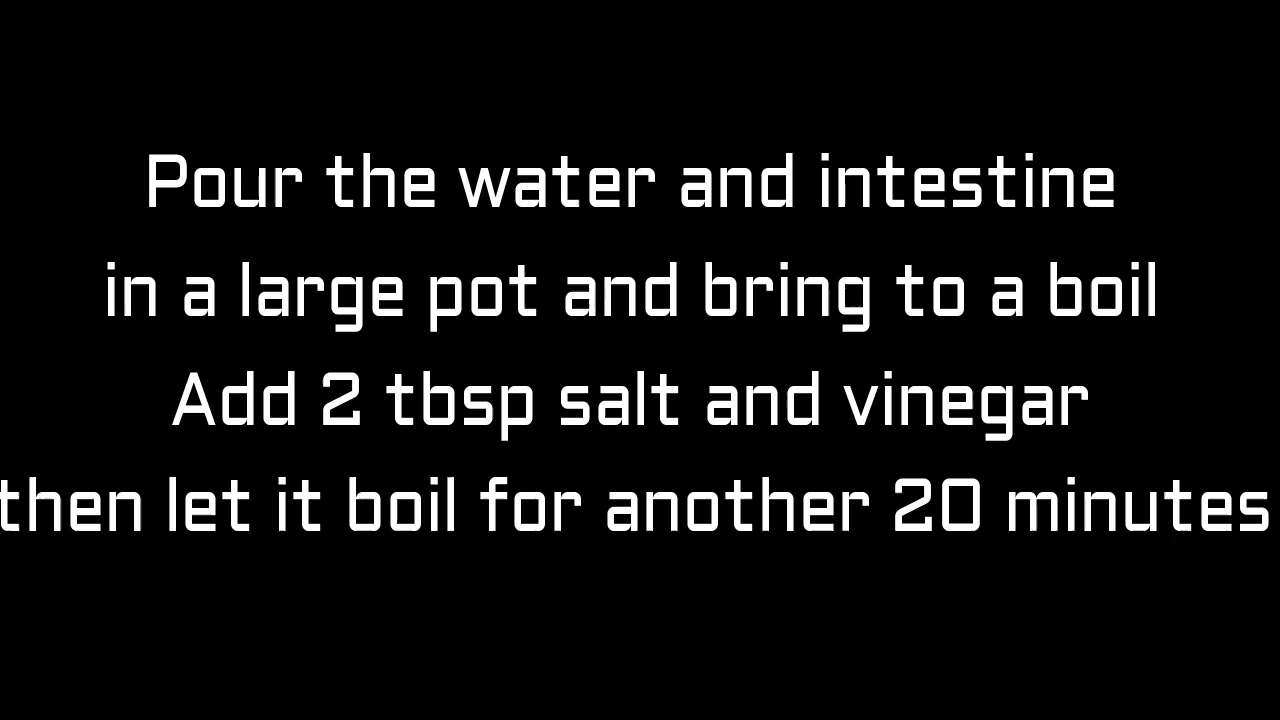 Pour the water and intestine
in a large pot and bring to a boil
Add 2 tbsp salt and vinegar
then let it boil for another 20 minutes